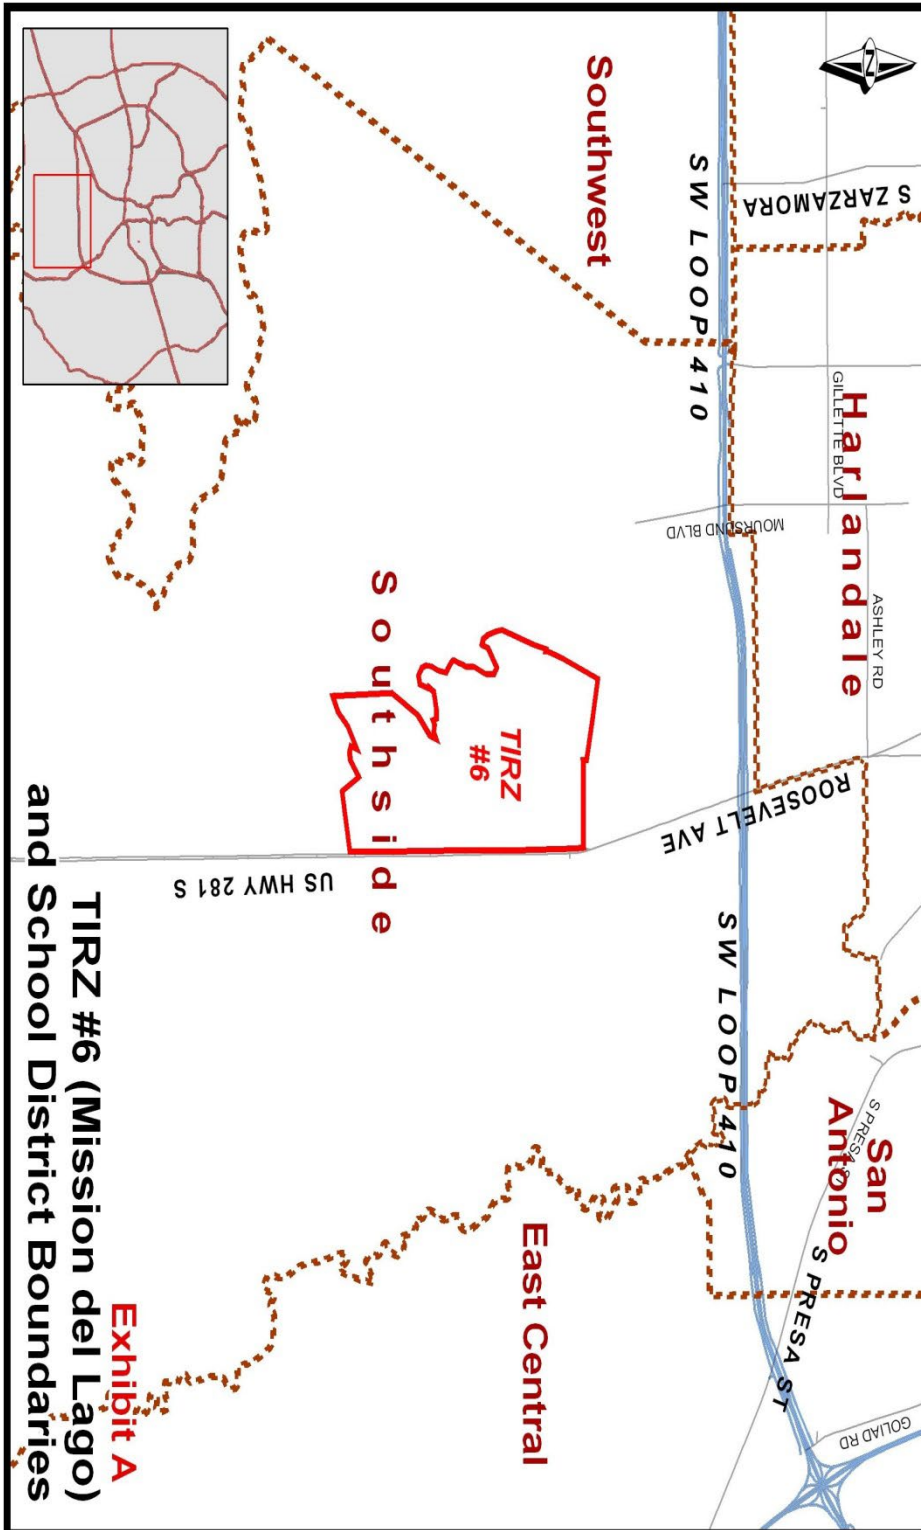 N
S ZARZAMORA
SW LOOP 410
Southwest
Harlandale
GILLETTE BLVD
MOURSUND BLVD
ASHLEY RD
ROOSEVELT AVE
SW LOOP 410
San
Antonio
S PRESA ST
S PRESA ST
GOLIAD RD
TIRZ
#6
Southside
US HWY 281 S
East Central
Exhibit A
TIRZ #6 (Mission del Lago)
and School District Boundaries